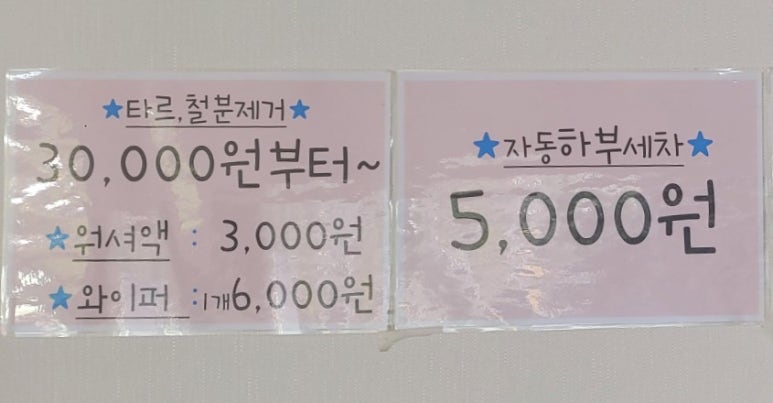 ★타르,철분제거★
30,000원부터~
★워셔액 : 3,000원
★와이퍼 :1개6,000원
★자동하부세차★
5,000원